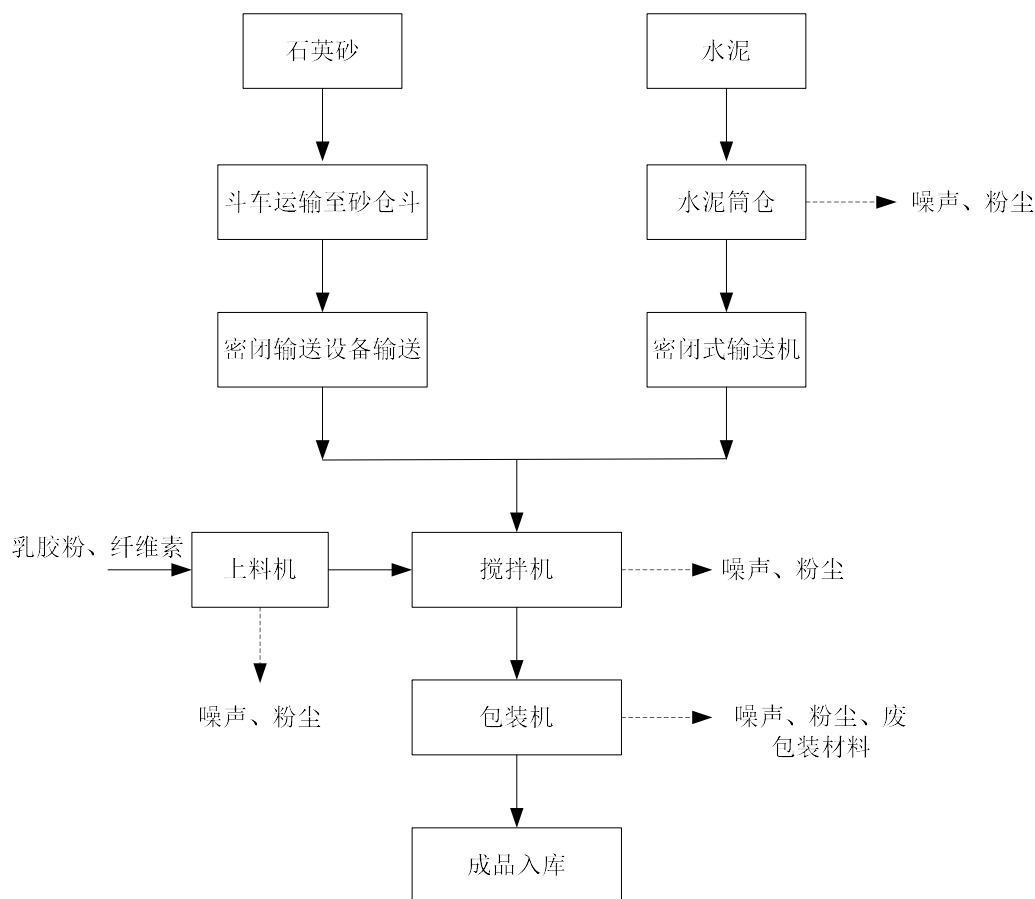 石英砂
水泥
斗车运输至砂仓斗
水泥筒仓
噪声、粉尘
密闭输送设备输送
密闭式输送机
乳胶粉、纤维素
上料机
搅拌机
噪声、粉尘
噪声、粉尘
包装机
噪声、粉尘、废
包装材料
成品入库